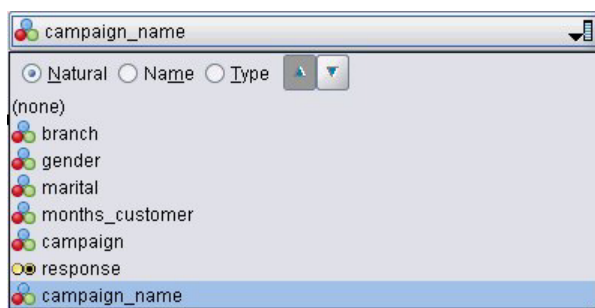 campaign_name
Natural Name Type
(none)
branch
gender
marital
months_customer
campaign
response
campaign_name